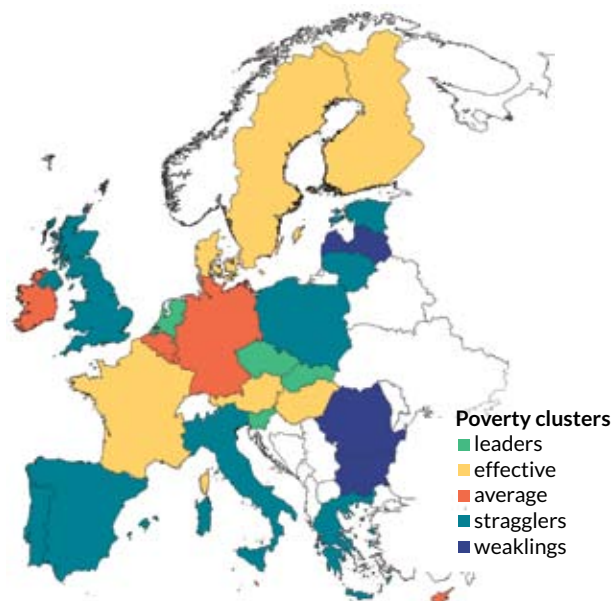 Poverty clusters
leaders
effective
average
stragglers
weaklings